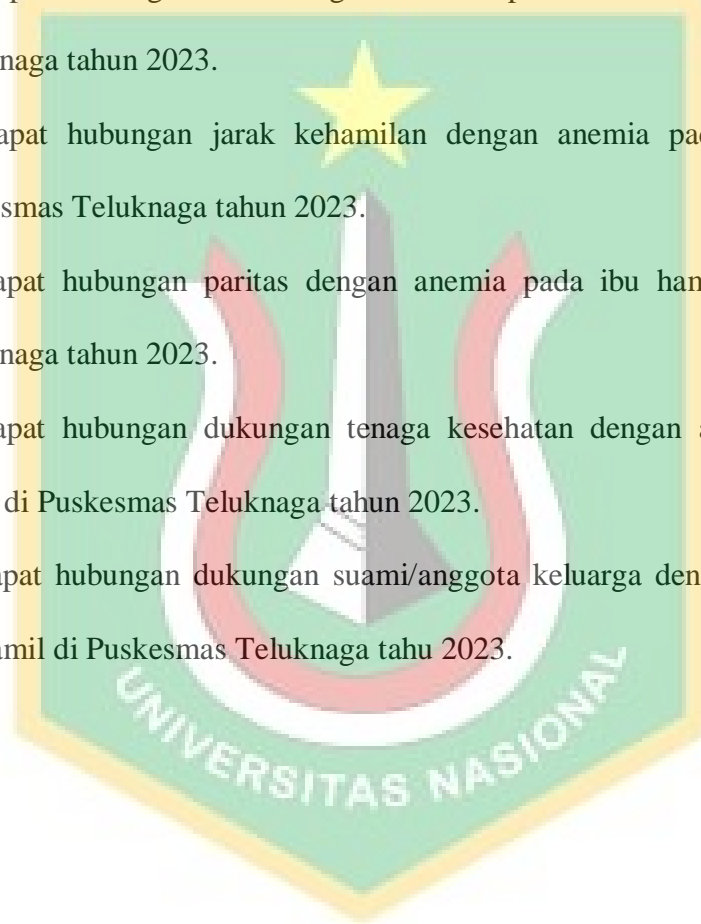 naga tahun 2023.
apat hubungan jarak kehamilan dengan anemia pa
smas Teluknaga tahun 2023.
apat hubungan paritas dengan anemia pada ibu ham
naga tahun 2023.
apat hubungan dukungan tenaga kesehatan dengan a
di Puskesmas Teluknaga tahun 2023.
apat hubungan dukungan suami/anggota keluarga den
amil di Puskesmas Teluknaga tahu 2023.
UNIVERSITAS NASIONAL